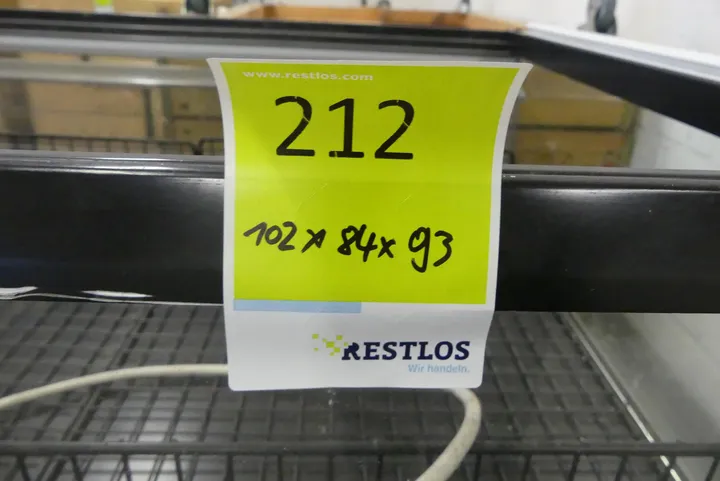 www.restlos.com
212
102 x 84 x 93
RESTLOS
Wir handeln.